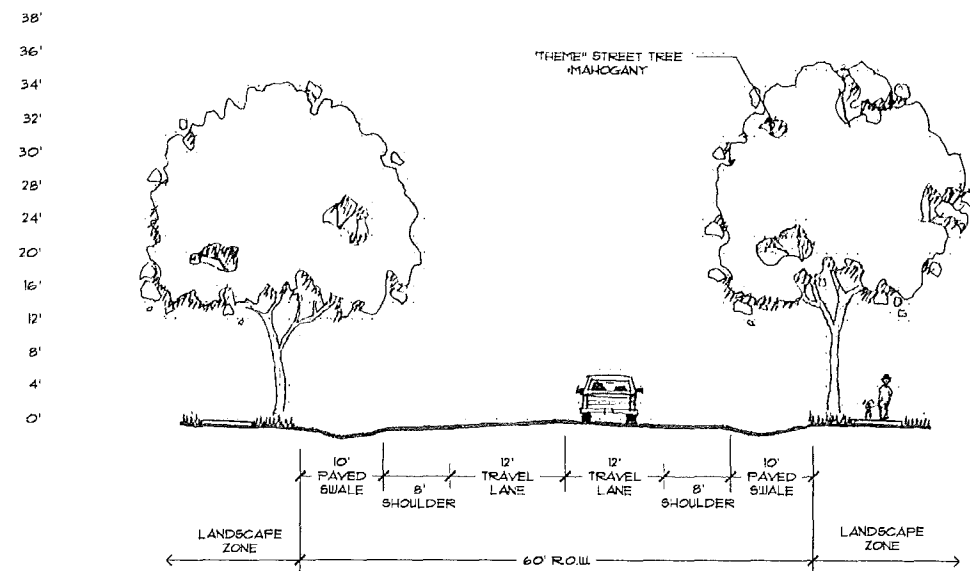 38'
36'
34'
32'
30'
28'
24'
20'
16'
12'
8'
4'
0'
"THEME" STREET TREE
MAHOGANY
10'
PAVED
SWALE
8'
SHOULDER
12'
TRAVEL
LANE
12'
TRAVEL
LANE
8'
SHOULDER
10'
PAVED
SWALE
LANDSCAPE
ZONE
60' R.O.W
LANDSCAPE
ZONE